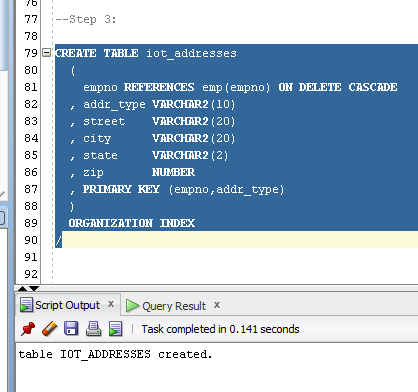 76
77 --Step 3:
78
79 CREATE TABLE iot_addresses
80 (
81 empno REFERENCES emp(empno) ON DELETE CASCADE
82 , addr_type VARCHAR2(10)
83 , street VARCHAR2(20)
84 , city VARCHAR2(20)
85 , state VARCHAR2(2)
86 , zip NUMBER
87 , PRIMARY KEY (empno,addr_type)
88 )
89 ORGANIZATION INDEX
90 /
91
92
Script Output x Query Result x
Task completed in 0.141 seconds
table IOT_ADDRESSES created.